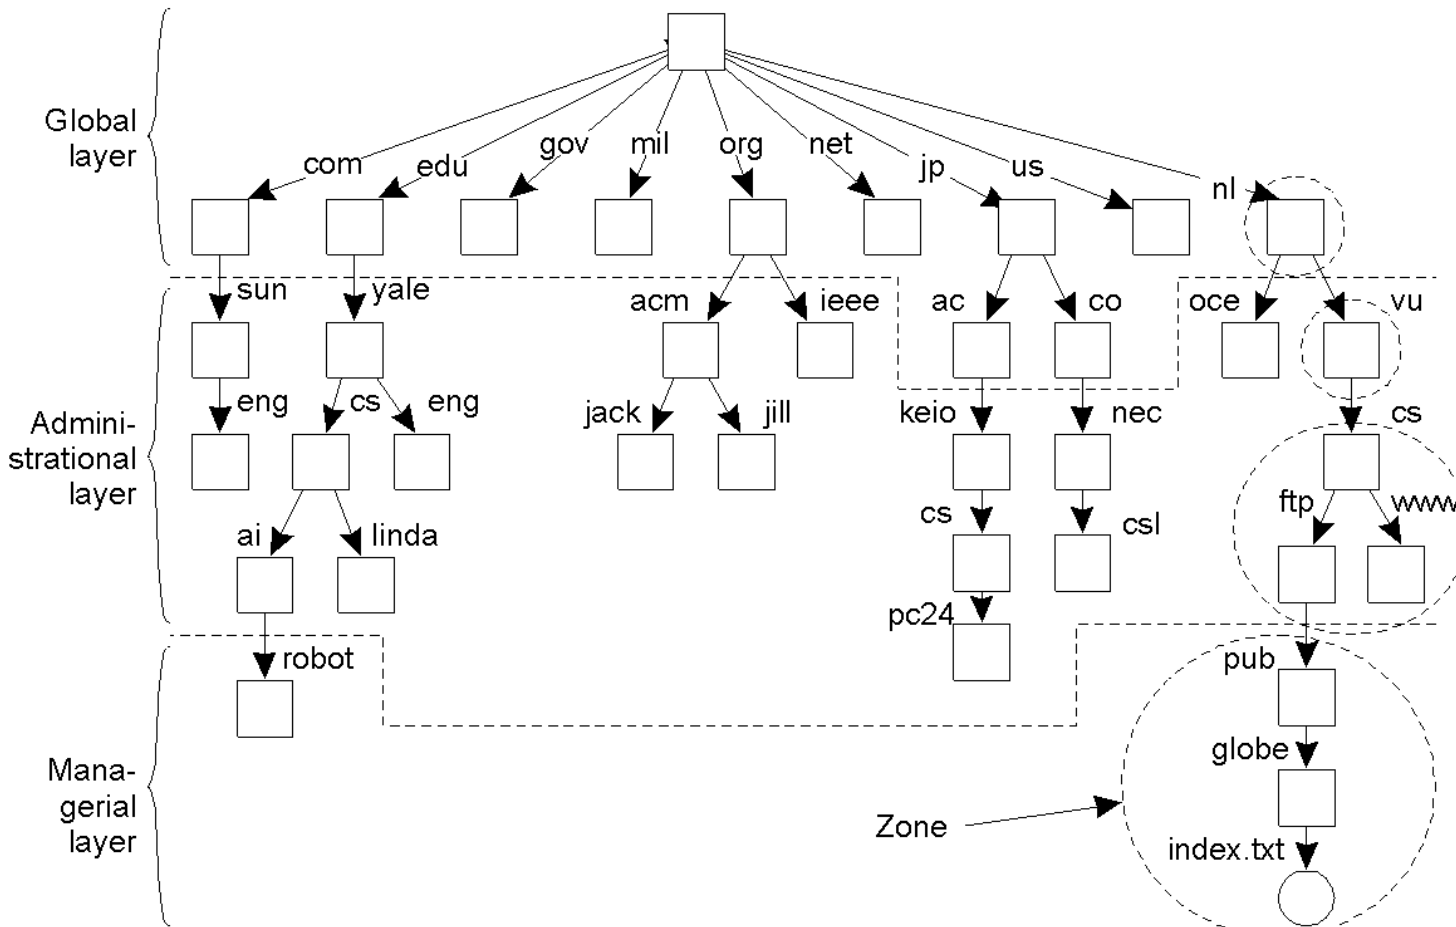 Global
layer
com
edu
gov
mil
org
net
jp
us
nl
sun
yale
acm
ieee
ac
co
oce
vu
Admini-
strational
layer
eng
cs
eng
jack
jill
keio
nec
cs
ai
linda
cs
csl
ftp
www
pc24
robot
pub
Mana-
gerial
layer
globe
Zone
index.txt